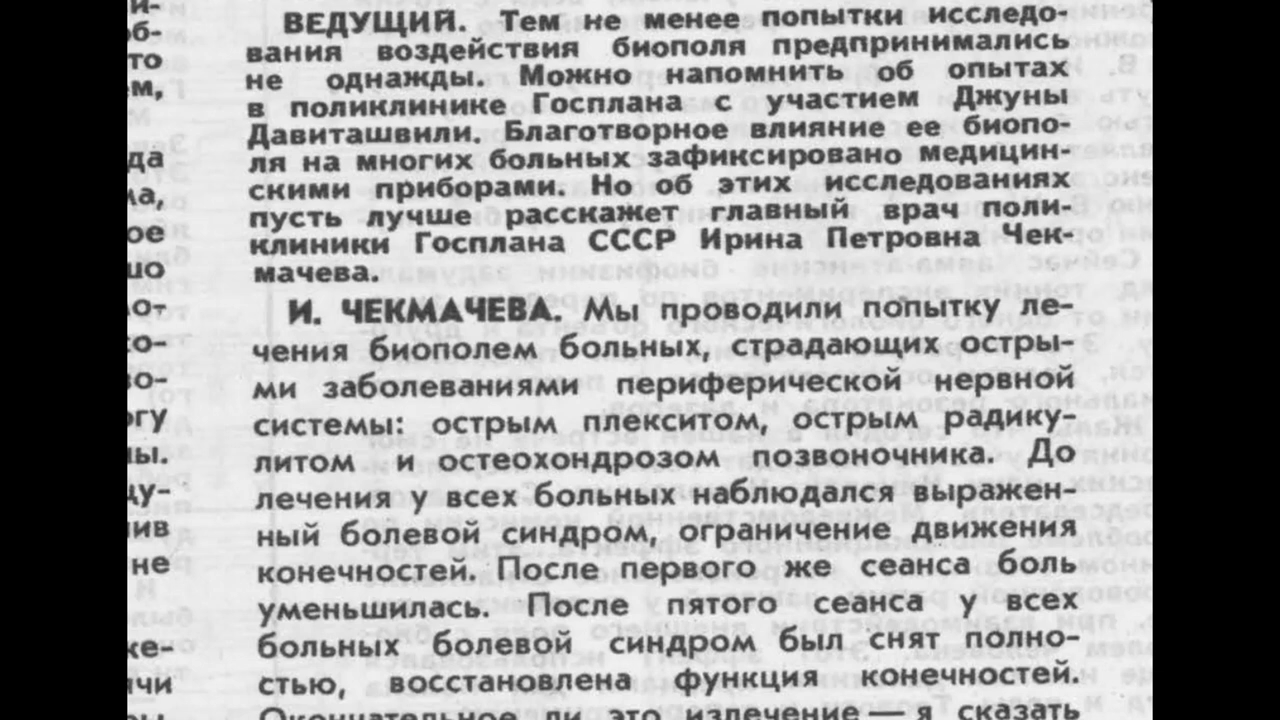 ВЕДУЩИЙ. Тем не менее попытки исследо-
вания воздействия биополя предпринимались
не однажды. Можно напомнить об опытах
в поликлинике Госплана с участием Джуны
Давиташвили. Благотворное влияние ее биопо-
ля на многих больных зафиксировано медицин-
скими приборами. Но об этих исследованиях
пусть лучше расскажет главный врач поли-
клиники Госплана СССР Ирина Петровна Чек-
мачева.
И. ЧЕКМАЧЕВА. Мы проводили попытку ле-
чения биополем больных, страдающих остры-
ми заболеваниями периферической нервной
системы: острым плекситом, острым радику-
литом и остеохондрозом позвоночника. До
лечения у всех больных наблюдался выражен-
ный болевой синдром, ограничение движения
конечностей. После первого же сеанса боль
уменьшилась. После пятого сеанса у всех
больных болевой синдром был снят полно-
стью, восстановлена функция конечностей.
Окончательное ли это излечение — я сказать